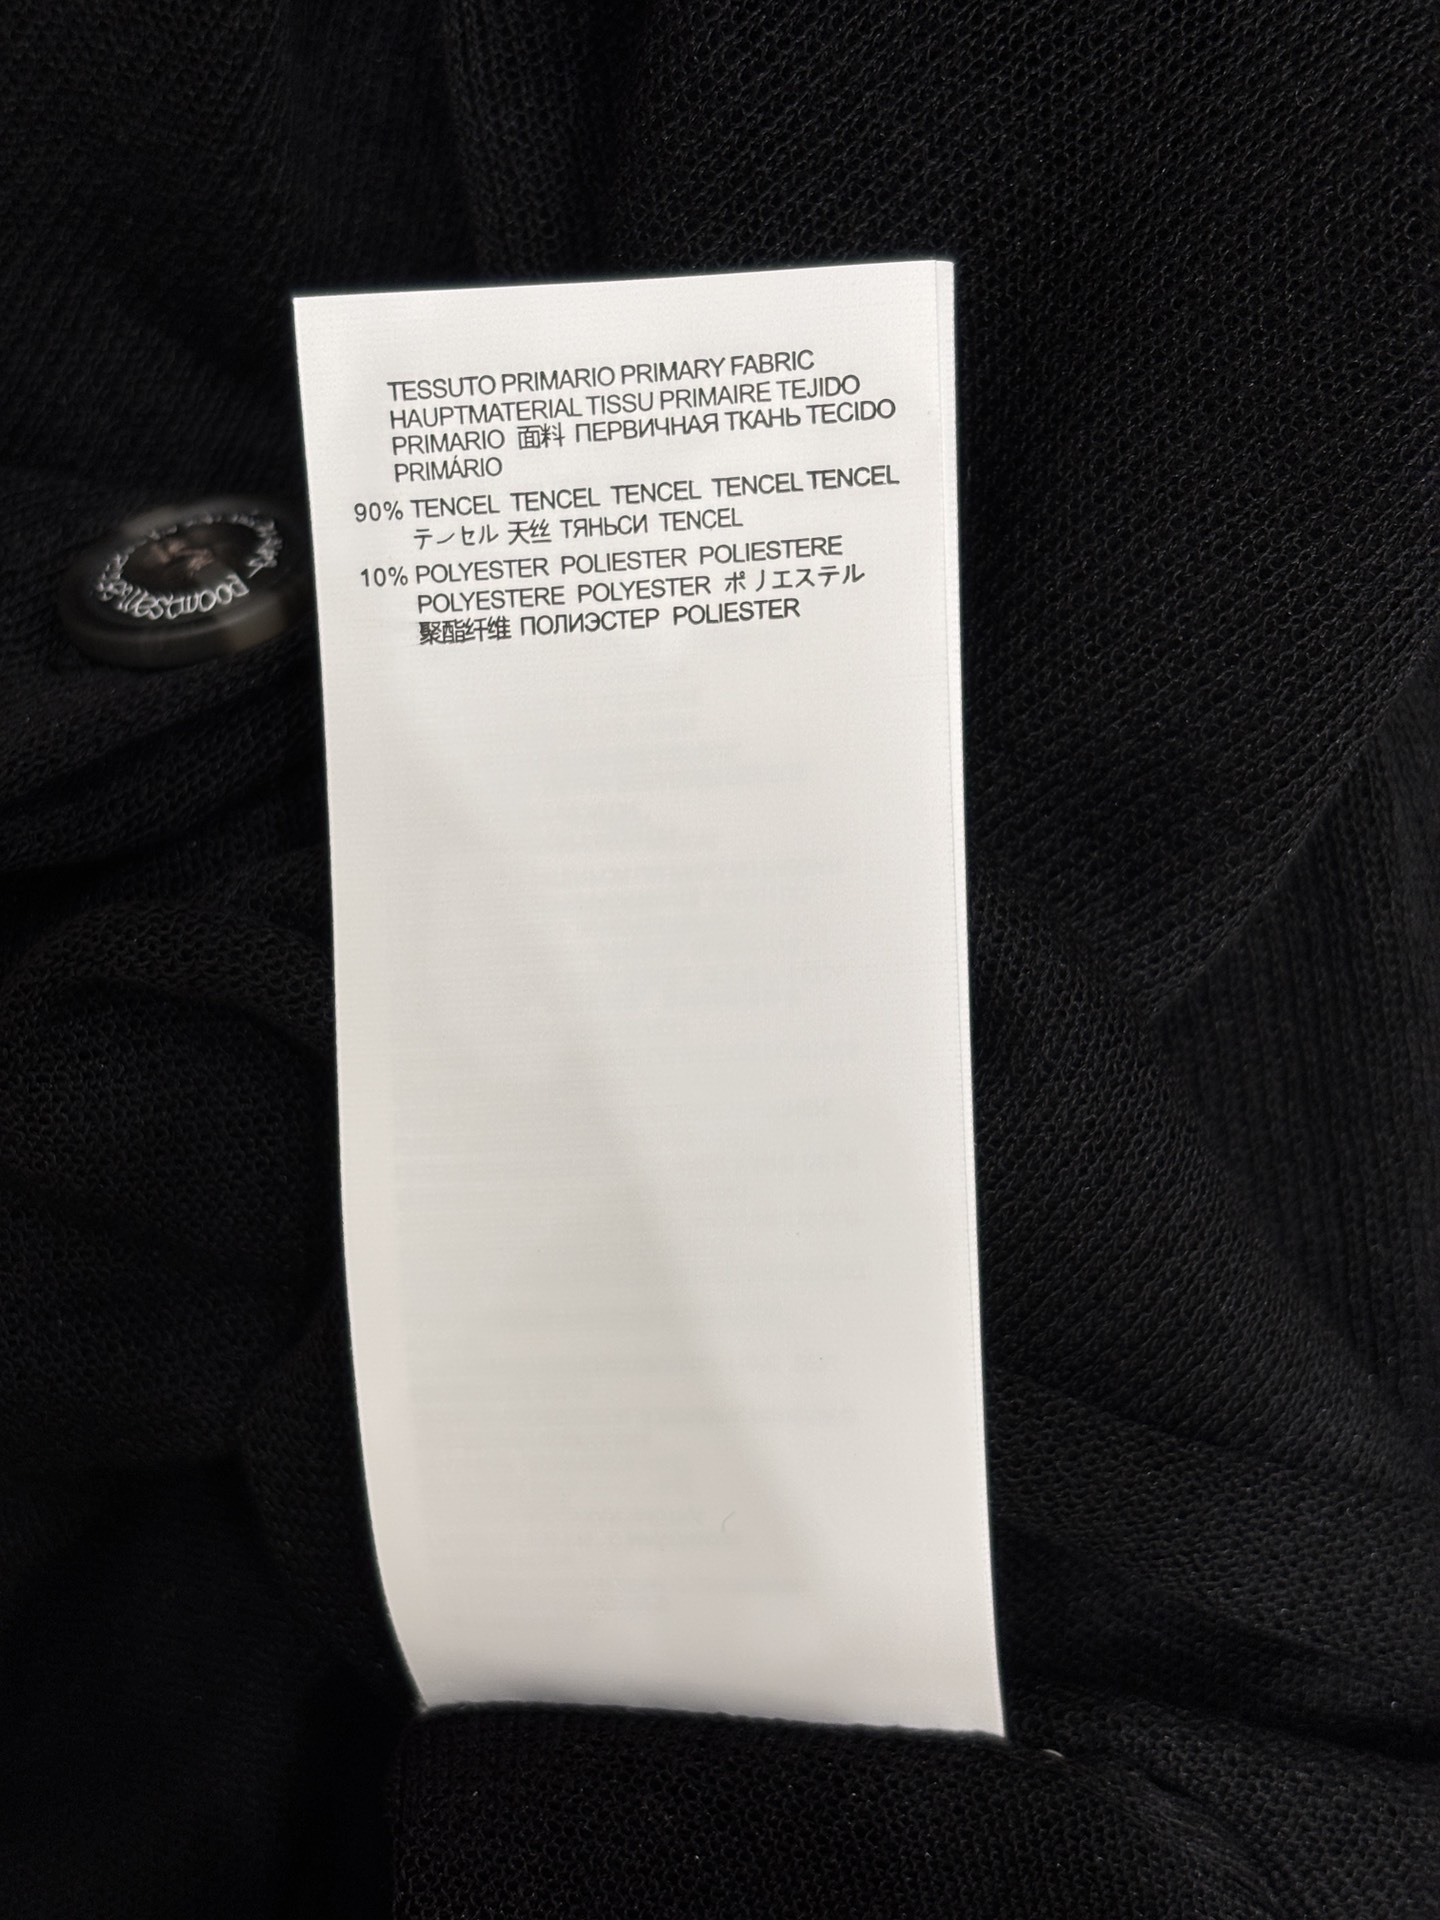 TESSUTO PRIMARIO PRIMARY FABRIC
HAUPTMATERIAL TISSU PRIMAIRE TEJIDO
PRIMARIO 面料 ПЕРВИЧНАЯ ТКАНЬ TECIDO
PRIMÁRIO
90% TENCEL TENCEL TENCEL TENCEL TENCEL
テンセル 天丝 ТЯНЬСИ TENCEL
10% POLYESTER POLIESTER POLIESTERE
POLYESTERE POLYESTER ポリエステル
聚酯纤维 ПОЛИЭСТЕР POLIESTER
Westwood